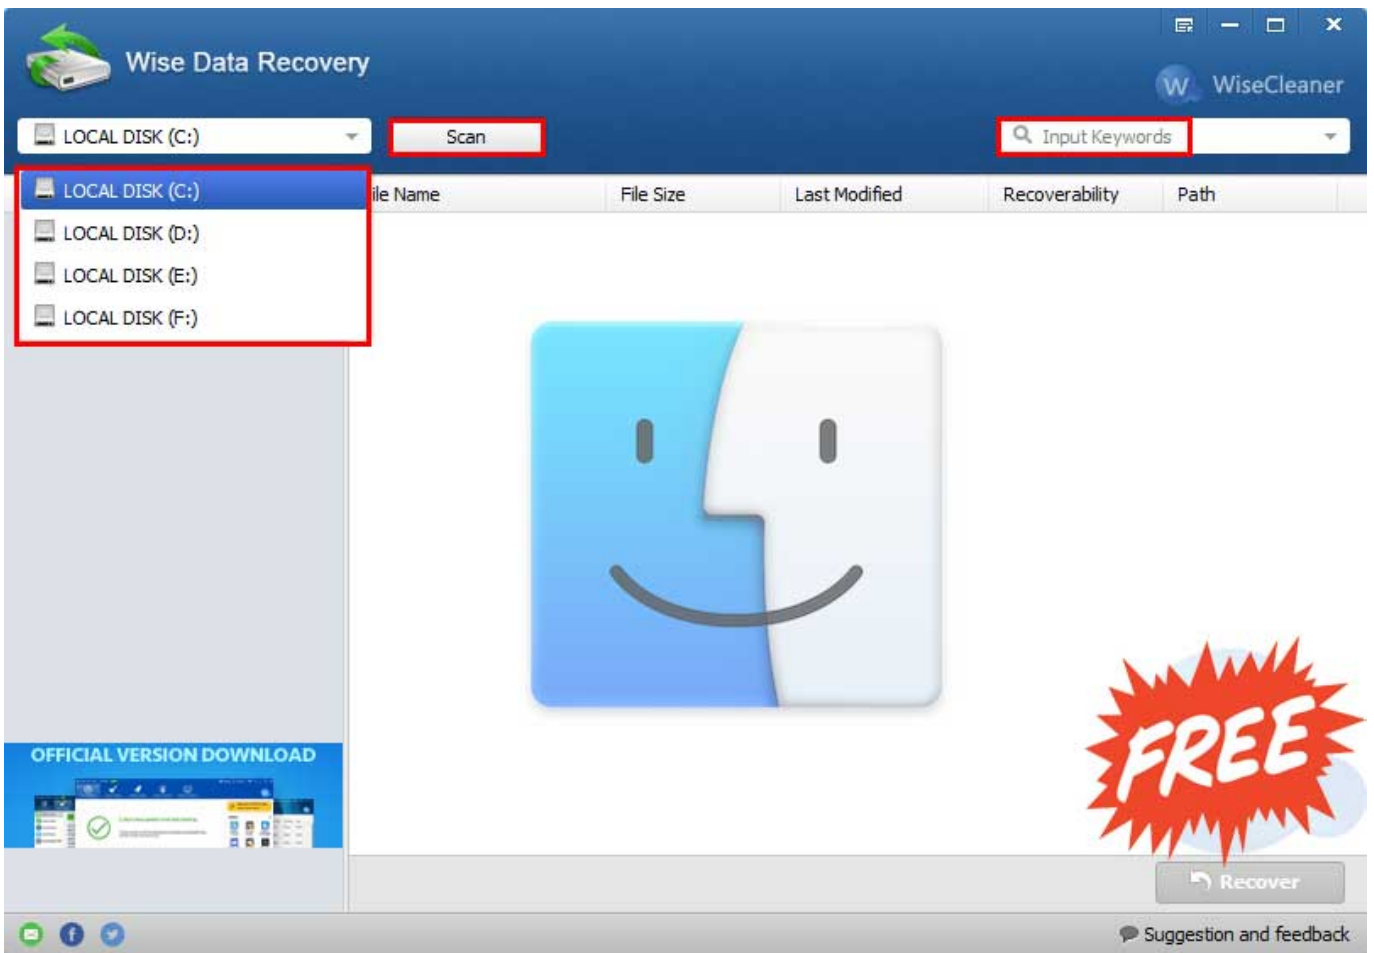 Wise Data Recovery
W WiseCleaner
LOCAL DISK (C:)
Scan
Input Keywords
LOCAL DISK (C:)
LOCAL DISK (D:)
LOCAL DISK (E:)
LOCAL DISK (F:)
ile Name
File Size
Last Modified
Recoverability
Path
FREE
OFFICIAL VERSION DOWNLOAD
Recover
f
Suggestion and feedback